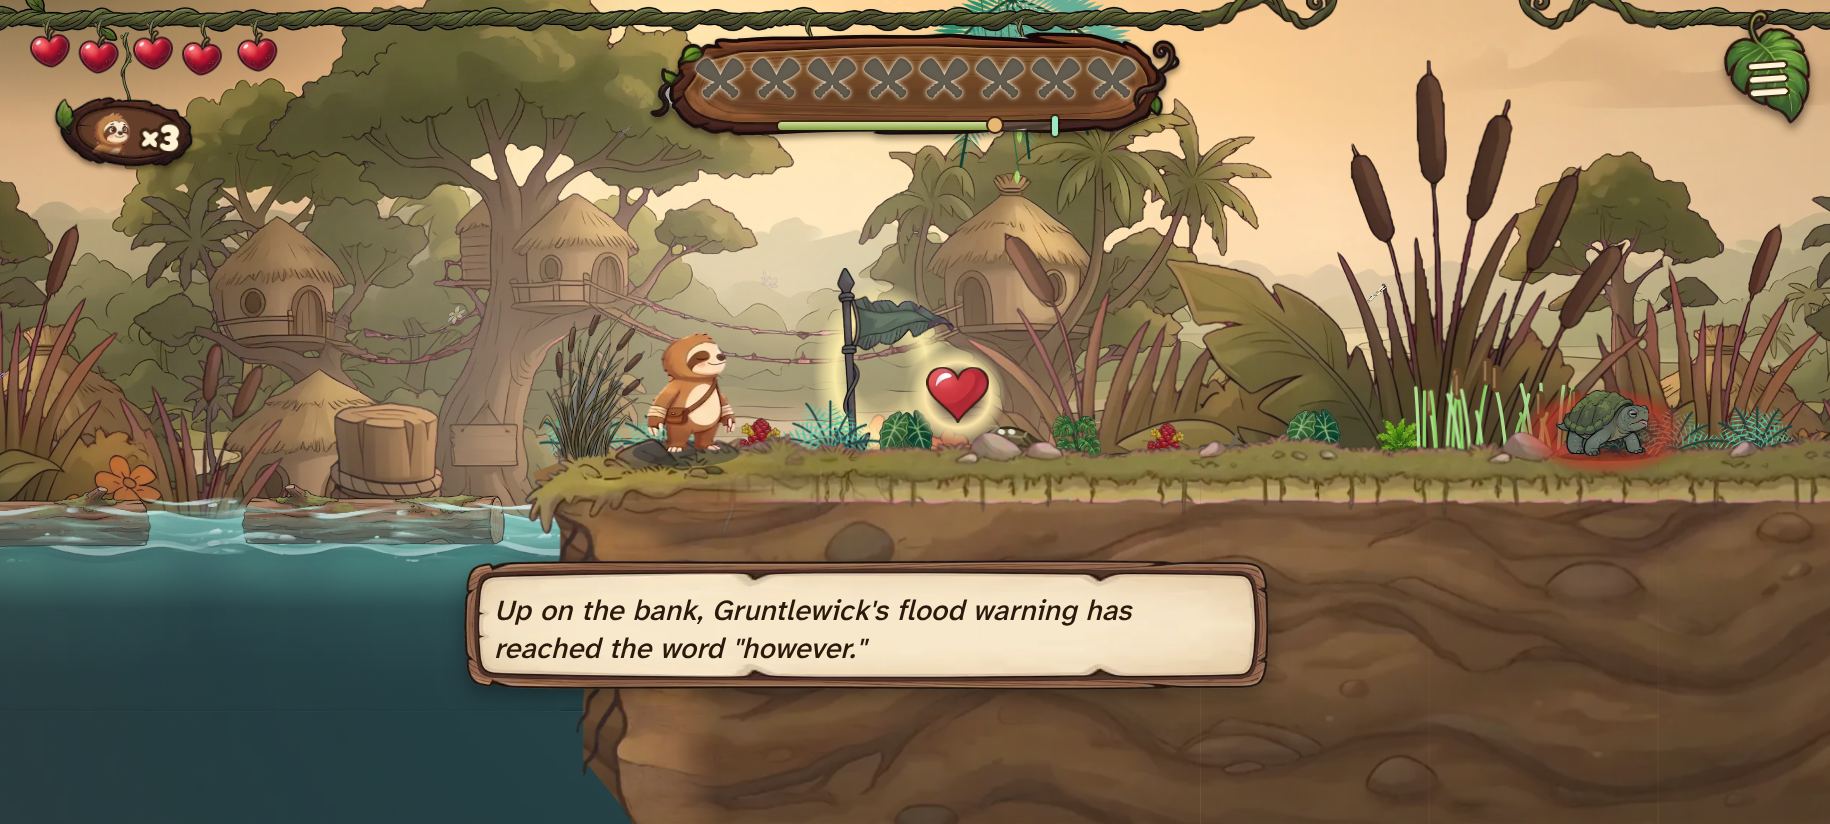 ×3
Up on the bank, Gruntlewick's flood warning has
reached the word "however."